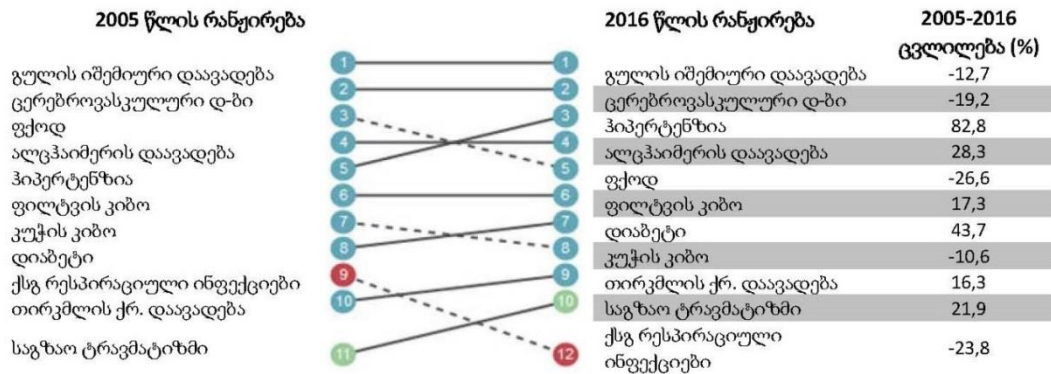 2005 წლის რანჟირება
2016 წლის რანჟირება
2005-2016
ცვლილება (%)
1 1
გულის იშემიური დაავადება
გულის იშემიური დაავადება -12,7
2 2
ცერებროვასკულური დ-ბი
ცერებროვასკულური დ-ბი -19,2
3 3
ფქოდ
ჰიპერტენზია 82,8
4 4
ალცჰაიმერის დაავადება
ალცჰაიმერის დაავადება 28,3
5 5
ჰიპერტენზია
ფქოდ -26,6
6 6
ფილტვის კიბო
ფილტვის კიბო 17,3
7 7
კუჭის კიბო
დიაბეტი 43,7
8 8
დიაბეტი
კუჭის კიბო -10,6
9 9
ქსგ რესპირაციული ინფექციები
თირკმლის ქრ. დაავადება 16,3
10 10
თირკმლის ქრ. დაავადება
საგზაო ტრავმატიზმი 21,9
11 12
საგზაო ტრავმატიზმი
ქსგ რესპირაციული
ინფექციები -23,8